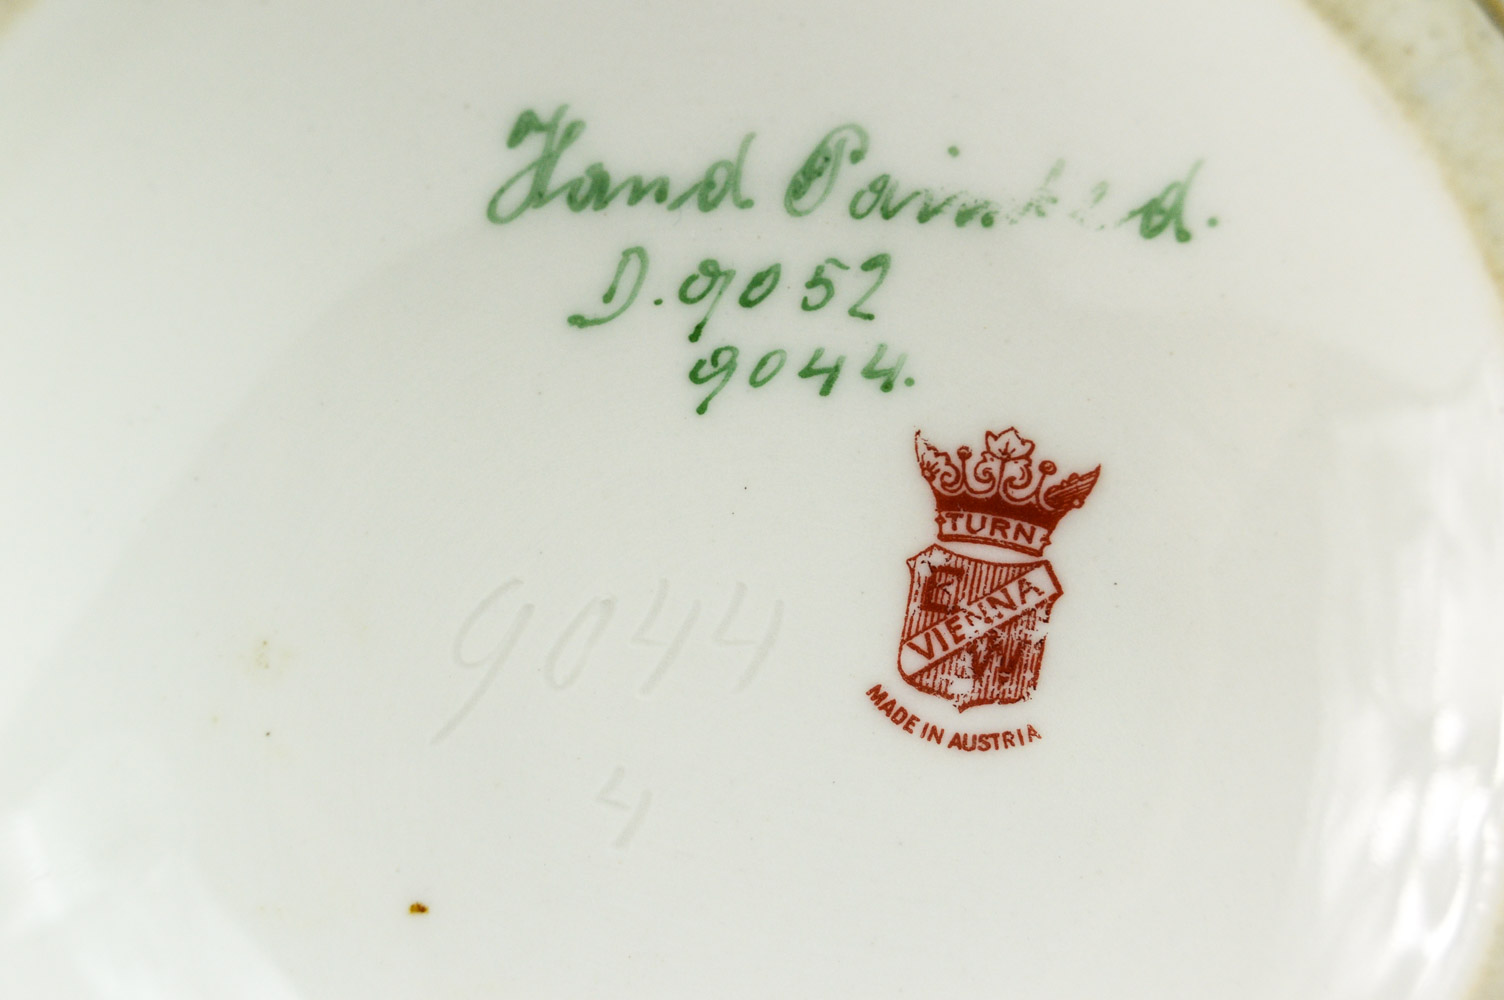 Hand Painted.
D.9052
9044.
TURN
E
VIENNA
W
MADE IN AUSTRIA
9044
4